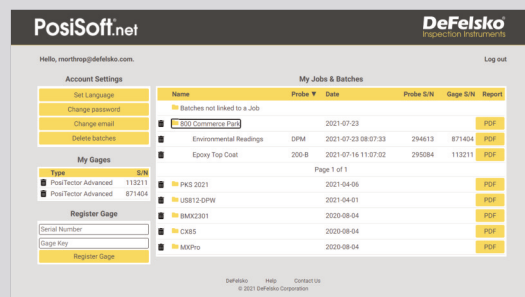 PosiSoft.net
DeFelsko®
Inspection Instruments
Hello, rnorthrop@defelsko.com.
Log out
Account Settings
Set Language
Change password
Change email
Delete batches
My Gages
Type S/N
PosiTector Advanced 113211
PosiTector Advanced 871404
Register Gage
Serial Number
Gage Key
Register Gage
My Jobs & Batches
Name Probe ▼ Date Probe S/N Gage S/N Report
Batches not linked to a Job
800 Commerce Park 2021-07-23 PDF
Environmental Readings DPM 2021-07-23 08:07:33 294613 871404 PDF
Epoxy Top Coat 200-B 2021-07-16 11:07:02 295084 113211 PDF
Page 1 of 1
PKS 2021 2021-04-06 PDF
US812-DPW 2021-04-01 PDF
BMX2301 2020-08-04 PDF
CX85 2020-08-04 PDF
MXPro 2020-08-04 PDF
DeFelsko Help Contact Us
© 2021 DeFelsko Corporation